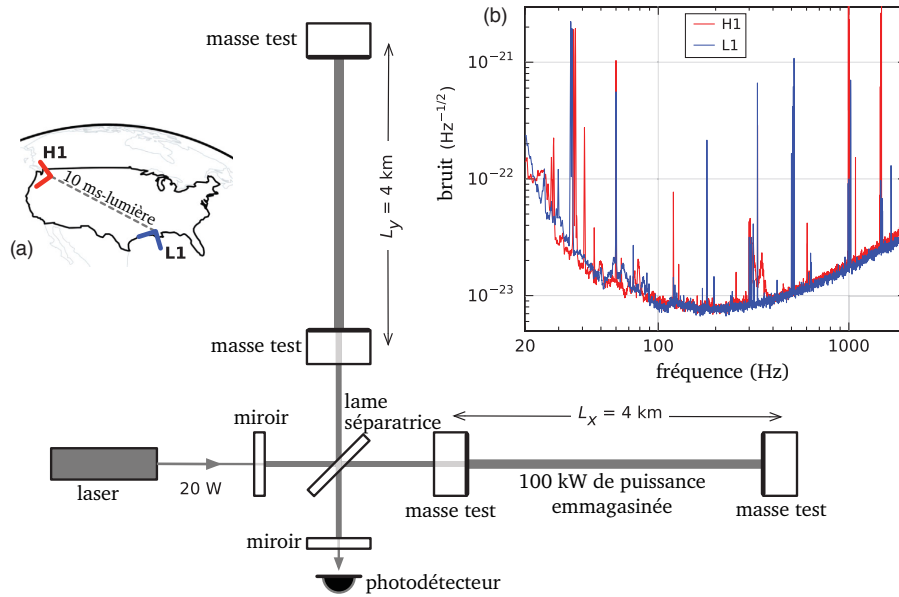 masse test
H1
10 ms-lumière
(a)
L1
L_y = 4 km
masse test
lame
séparatrice
miroir
laser
20 W
L_x = 4 km
100 kW de puissance
emmagasinée
masse test
masse test
miroir
photodétecteur
(b)
H1
L1
bruit (Hz^{-1/2})
10^{-21}
10^{-22}
10^{-23}
20
100
1000
fréquence (Hz)